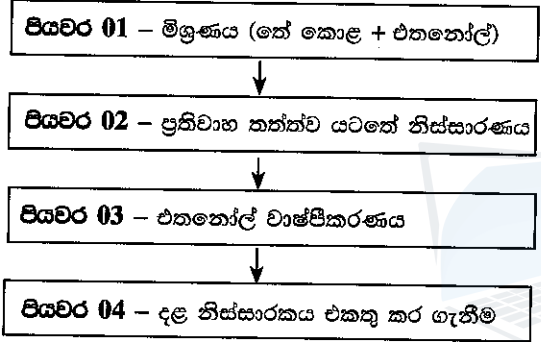 පියවර 01 – මිශ්‍රණය (තේ කොළ + එතනෝල්)
පියවර 02 – ප්‍රතිවාහ තත්ත්ව යටතේ නිස්සාරණය
පියවර 03 – එතනෝල් වාෂ්පීකරණය
පියවර 04 – දළ නිස්සාරකය එකතු කර ගැනීම